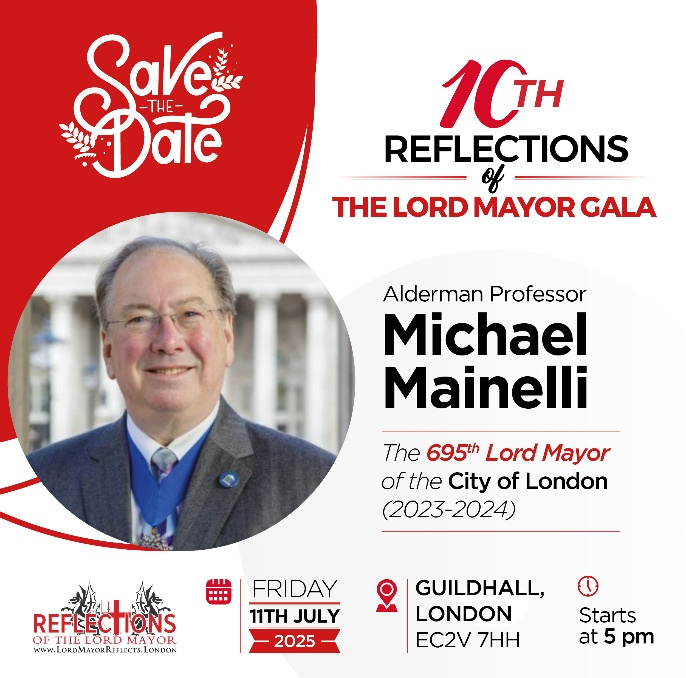 Save
-THE-
Date
10TH
REFLECTIONS
of
THE LORD MAYOR GALA
Alderman Professor
Michael
Mainelli
The 695th Lord Mayor
of the City of London
(2023-2024)
REFLECTIONS
OF THE LORD MAYOR
WWW.LORDMAYORREFLECTS.LONDON
FRIDAY
11TH JULY
2025
GUILDHALL,
LONDON
EC2V 7HH
Starts
at 5 pm